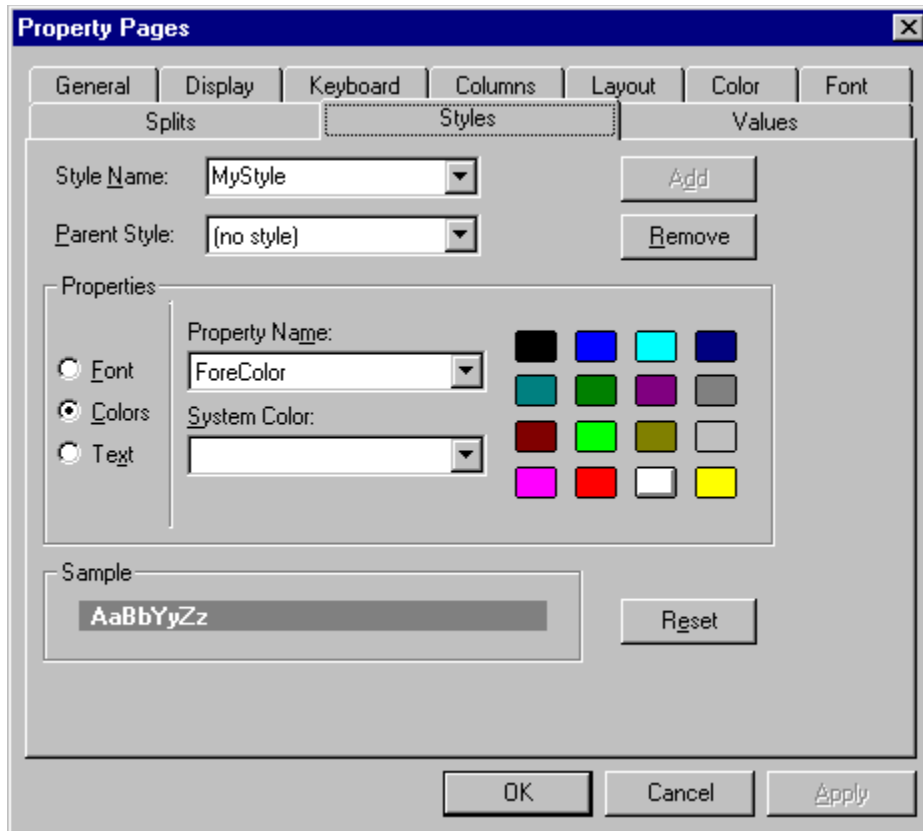 Property Pages
General Display Keyboard Columns Layout Color Font
Splits Styles Values
Style Name: MyStyle Add
Parent Style: (no style) Remove
Properties
Property Name:
Font ForeColor
Colors System Color:
Text
Sample
AaBbYyZz
Reset
OK Cancel Apply